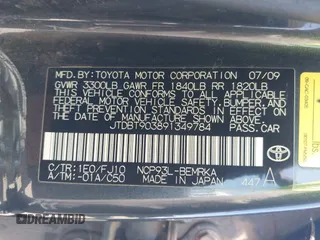 MFD.BY:TOYOTA MOTOR CORPORATION 07/09
GVWR 3300LB GAWR FR 1840LB RR 1820LB
THIS VEHICLE CONFORMS TO ALL APPLICABLE
FEDERAL MOTOR VEHICLE SAFETY, BUMPER, AND
THEFT PREVENTION STANDARDS IN EFFECT ON
THE DATE OF MANUFACTURE SHOWN ABOVE.
JTDBT903891349784 PASS.CAR
C/TR:1E0/FJ10 NCP93L-BEMRKA
A/TM:-01A/C50 MADE IN JAPAN 447A
TOYOTA
EPICBID